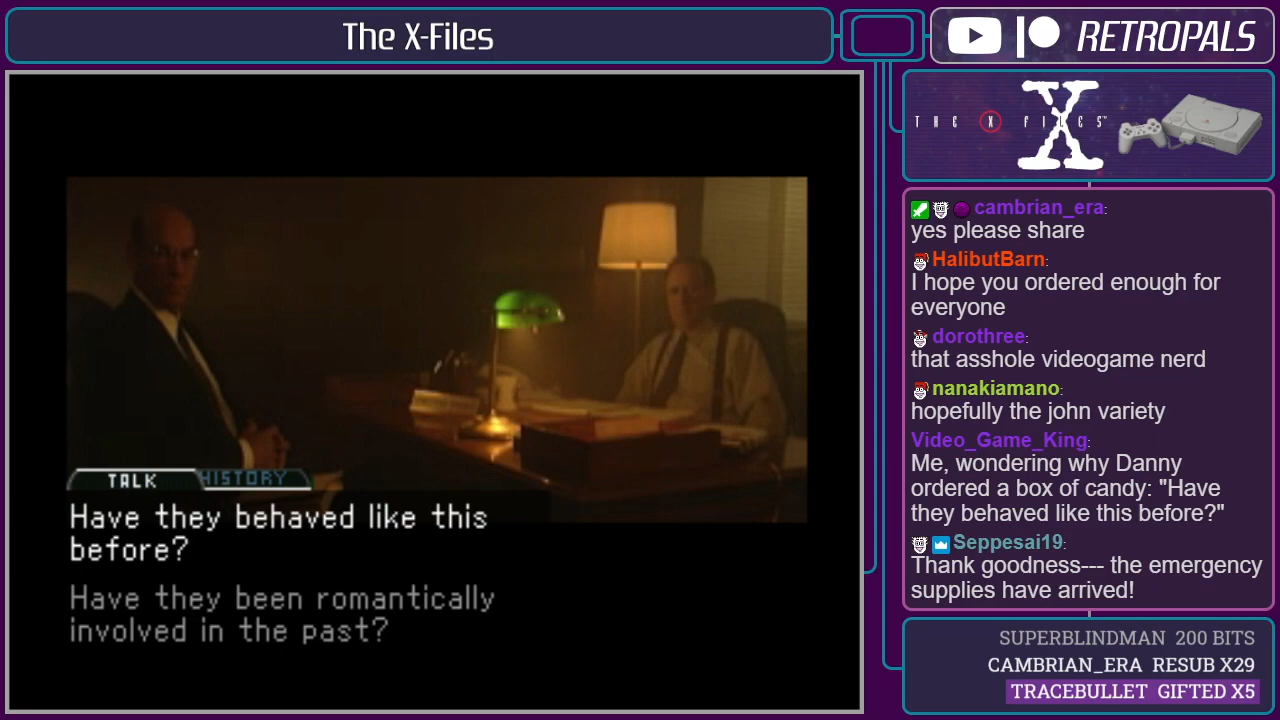 The X-Files
RETROPALS
THE X FILES
X
TALK
HISTORY
Have they behaved like this
before?
Have they been romantically
involved in the past?
cambrian_era:
yes please share
HalibutBarn:
I hope you ordered enough for
everyone
dorothree:
that asshole videogame nerd
nanakiamano:
hopefully the john variety
Video_Game_King:
Me, wondering why Danny
ordered a box of candy: "Have
they behaved like this before?"
Seppesai19:
Thank goodness--- the emergency
supplies have arrived!
SUPERBLINDMAN 200 BITS
CAMBRIAN_ERA RESUB X29
TRACEBULLET GIFTED X5